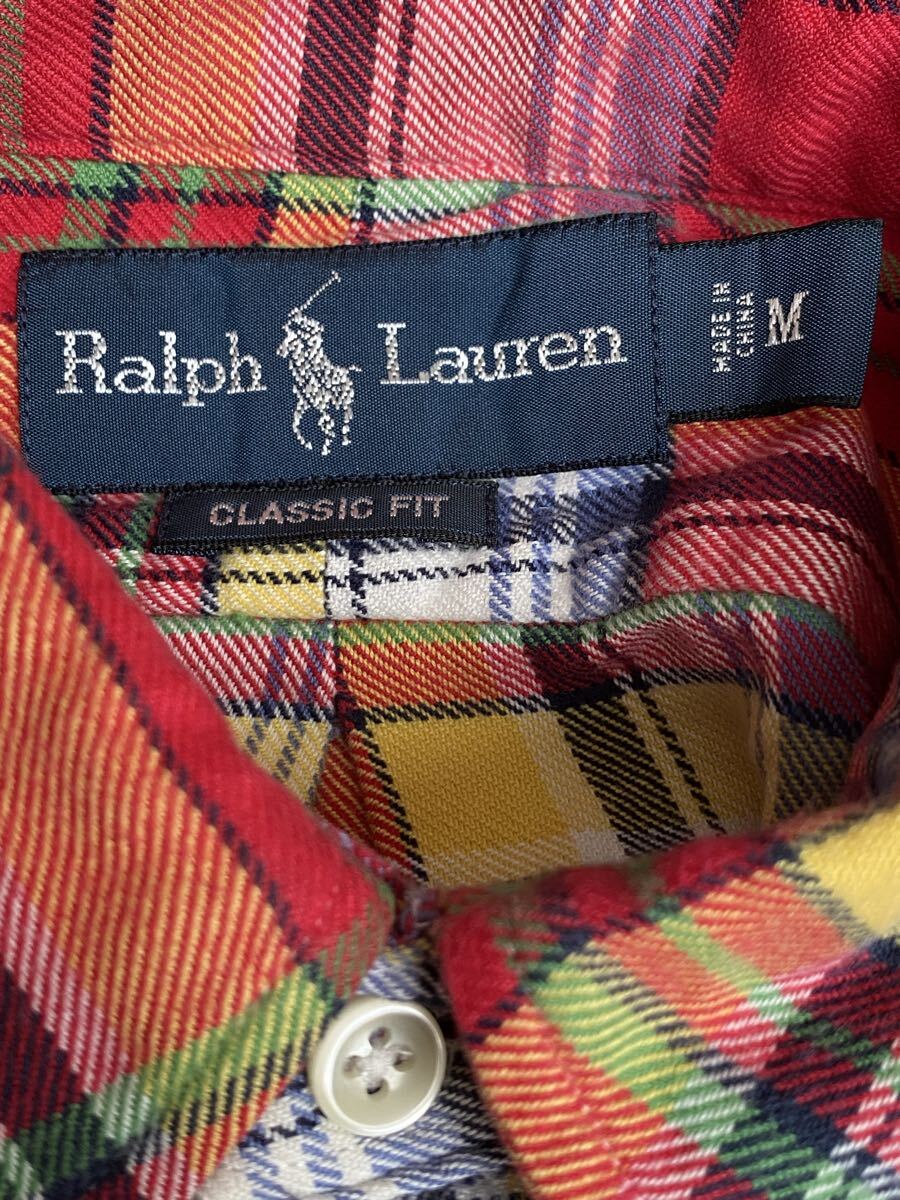 Ralph Lauren
MADE IN
CHINA
M
CLASSIC FIT